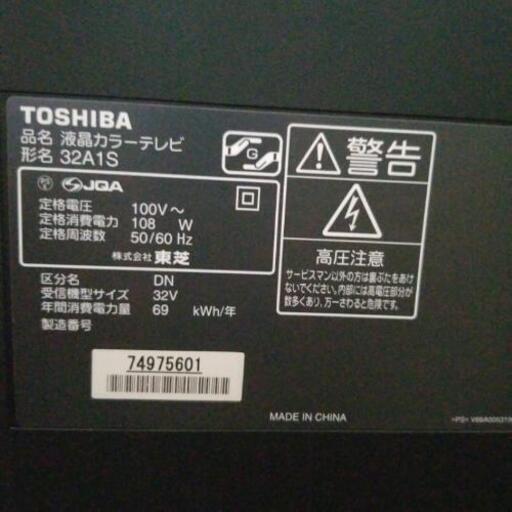 TOSHIBA
品名 液晶カラーテレビ
形名 32A1S
G
JQA
定格電圧 100V～
定格消費電力 108 W
定格周波数 50/60 Hz
株式会社 東芝
区分名 DN
受信機型サイズ 32V
年間消費電力量 69 kWh/年
製造番号
74975601
警告
高圧注意
サービスマン以外の方は裏ぶたをあけ
ないでください。内部には高電圧部分が
数多くあり、万一さわると危険です。
MADE IN CHINA